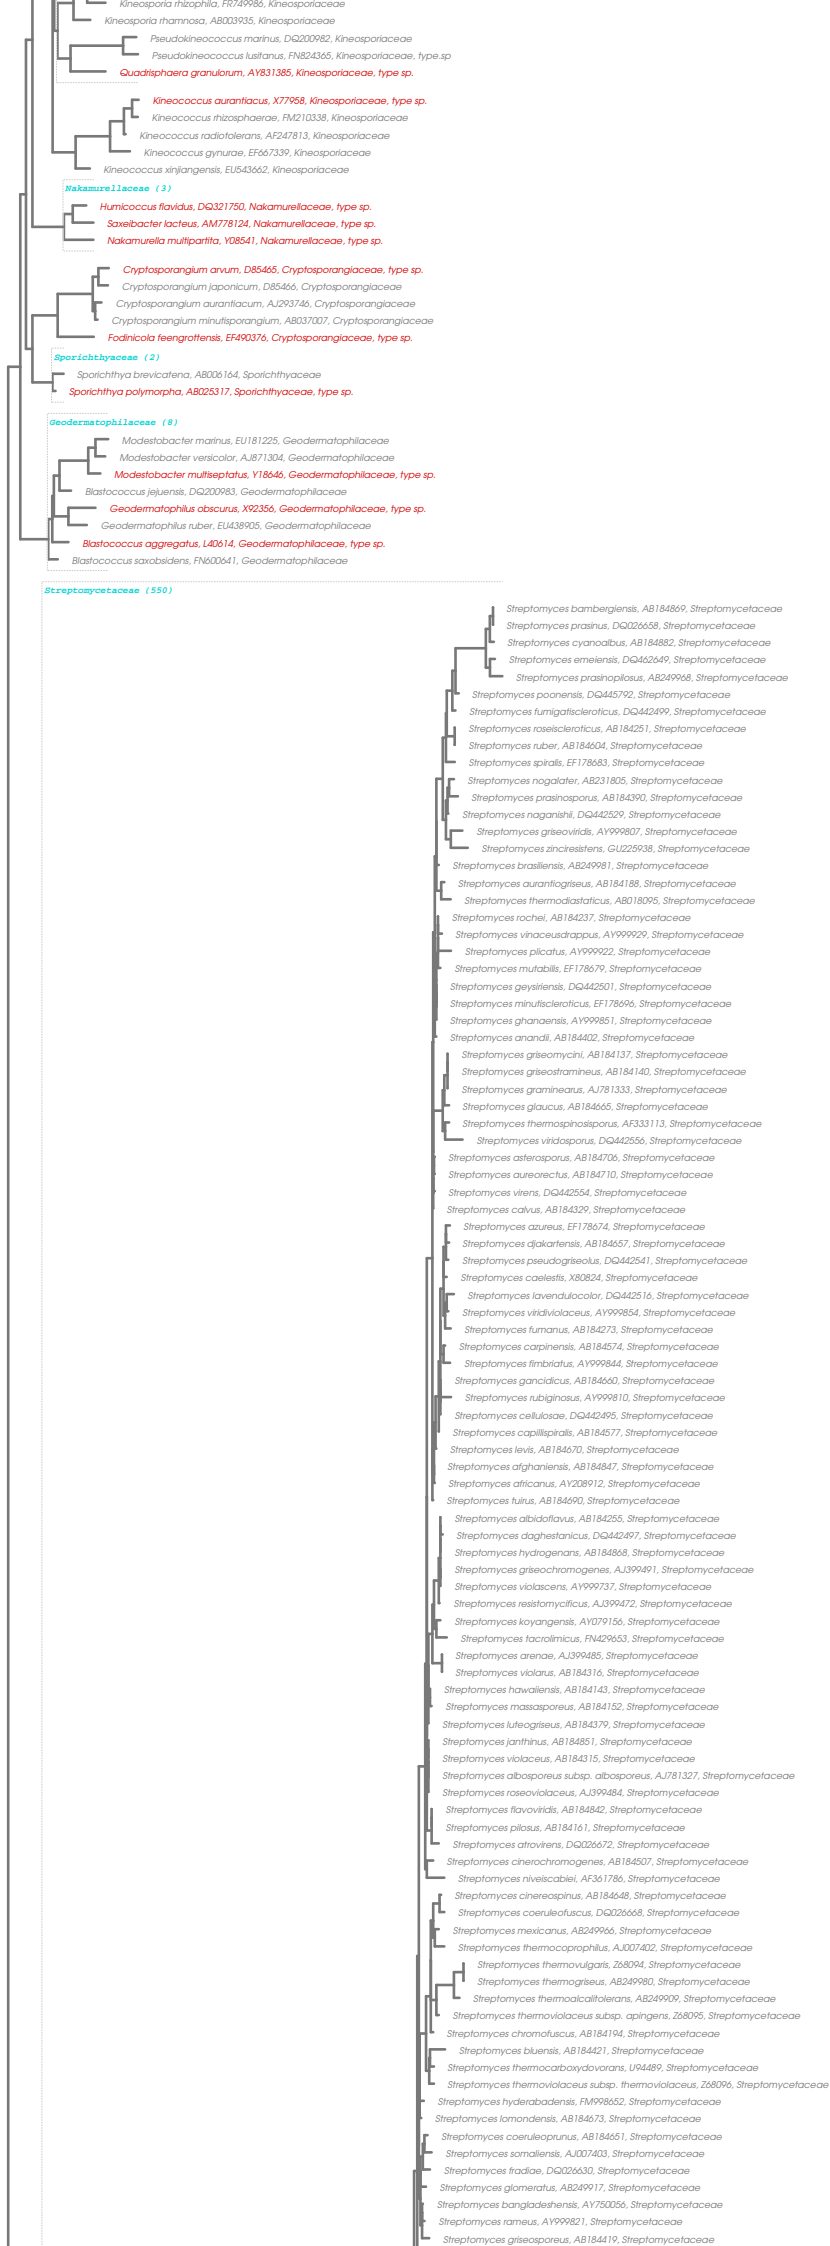 Kineosporia rhizophila, FR749986, Kineosporiaceae
Kineosporia rhamnosa, AB003935, Kineosporiaceae
Pseudokineococcus marinus, DQ200982, Kineosporiaceae
Pseudokineococcus lusitanus, FN824365, Kineosporiaceae, type.sp
Quadrisphaera granulorum, AY831385, Kineosporiaceae, type sp.
Kineococcus aurantiacus, X77958, Kineosporiaceae, type sp.
Kineococcus rhizosphaerae, FM210338, Kineosporiaceae
Kineococcus radiotolerans, AF247813, Kineosporiaceae
Kineococcus gynurae, EF667339, Kineosporiaceae
Kineococcus xinjiangensis, EU543662, Kineosporiaceae
Nakamurellaceae (3)
Humicoccus flavidus, DQ321750, Nakamurellaceae, type sp.
Saxeibacter lacteus, AM778124, Nakamurellaceae, type sp.
Nakamurella multipartita, Y08541, Nakamurellaceae, type sp.
Cryptosporangium arvum, D85465, Cryptosporangiaceae, type sp.
Cryptosporangium japonicum, D85466, Cryptosporangiaceae
Cryptosporangium aurantiacum, AJ293746, Cryptosporangiaceae
Cryptosporangium minutisporangium, AB037007, Cryptosporangiaceae
Fodinicola feengrottensis, EF490376, Cryptosporangiaceae, type sp.
Sporichthyaceae (2)
Sporichthya brevicatena, AB006164, Sporichthyaceae
Sporichthya polymorpha, AB025317, Sporichthyaceae, type sp.
Geodermatophilaceae (8)
Modestobacter marinus, EU181225, Geodermatophilaceae
Modestobacter versicolor, AJ871304, Geodermatophilaceae
Modestobacter multiseptatus, Y18646, Geodermatophilaceae, type sp.
Blastococcus jejuensis, DQ200983, Geodermatophilaceae
Geodermatophilus obscurus, X92356, Geodermatophilaceae, type sp.
Geodermatophilus ruber, EU438905, Geodermatophilaceae
Blastococcus aggregatus, L40614, Geodermatophilaceae, type sp.
Blastococcus saxobsidens, FN600641, Geodermatophilaceae
Streptomycetaceae (550)
Streptomyces bambergiensis, AB184869, Streptomycetaceae
Streptomyces prasinus, DQ026658, Streptomycetaceae
Streptomyces cyanoalbus, AB184882, Streptomycetaceae
Streptomyces emeiensis, DQ462649, Streptomycetaceae
Streptomyces prasinopilosus, AB249968, Streptomycetaceae
Streptomyces poonensis, DQ445792, Streptomycetaceae
Streptomyces fumigatiscleroticus, DQ442499, Streptomycetaceae
Streptomyces roseiscleroticus, AB184251, Streptomycetaceae
Streptomyces ruber, AB184604, Streptomycetaceae
Streptomyces spiralis, EF178683, Streptomycetaceae
Streptomyces nogalater, AB231805, Streptomycetaceae
Streptomyces prasinosporus, AB184390, Streptomycetaceae
Streptomyces naganishii, DQ442529, Streptomycetaceae
Streptomyces griseoviridis, AY999807, Streptomycetaceae
Streptomyces zinciresistens, GU225938, Streptomycetaceae
Streptomyces brasiliensis, AB249981, Streptomycetaceae
Streptomyces aurantiogriseus, AB184188, Streptomycetaceae
Streptomyces thermodiastaticus, AB018095, Streptomycetaceae
Streptomyces rochei, AB184237, Streptomycetaceae
Streptomyces vinaceusdrappus, AY999929, Streptomycetaceae
Streptomyces plicatus, AY999922, Streptomycetaceae
Streptomyces mutabilis, EF178679, Streptomycetaceae
Streptomyces geysiriensis, DQ442501, Streptomycetaceae
Streptomyces minutiscleroticus, EF178696, Streptomycetaceae
Streptomyces ghanaensis, AY999851, Streptomycetaceae
Streptomyces anandii, AB184402, Streptomycetaceae
Streptomyces griseomycini, AB184137, Streptomycetaceae
Streptomyces griseostramineus, AB184140, Streptomycetaceae
Streptomyces graminearus, AJ781333, Streptomycetaceae
Streptomyces glaucus, AB184665, Streptomycetaceae
Streptomyces thermospinosisporus, AF333113, Streptomycetaceae
Streptomyces viridosporus, DQ442556, Streptomycetaceae
Streptomyces asterosporus, AB184706, Streptomycetaceae
Streptomyces aureorectus, AB184710, Streptomycetaceae
Streptomyces virens, DQ442554, Streptomycetaceae
Streptomyces calvus, AB184329, Streptomycetaceae
Streptomyces azureus, EF178674, Streptomycetaceae
Streptomyces djakartensis, AB184657, Streptomycetaceae
Streptomyces pseudogriseolus, DQ442541, Streptomycetaceae
Streptomyces caelestis, X80824, Streptomycetaceae
Streptomyces lavendulocolor, DQ442516, Streptomycetaceae
Streptomyces viridiviolaceus, AY999854, Streptomycetaceae
Streptomyces fumanus, AB184273, Streptomycetaceae
Streptomyces carpinensis, AB184574, Streptomycetaceae
Streptomyces fimbriatus, AY999844, Streptomycetaceae
Streptomyces gancidicus, AB184660, Streptomycetaceae
Streptomyces rubiginosus, AY999810, Streptomycetaceae
Streptomyces cellulosae, DQ442495, Streptomycetaceae
Streptomyces capillispiralis, AB184577, Streptomycetaceae
Streptomyces levis, AB184670, Streptomycetaceae
Streptomyces afghaniensis, AB184847, Streptomycetaceae
Streptomyces africanus, AY208912, Streptomycetaceae
Streptomyces tuirus, AB184690, Streptomycetaceae
Streptomyces albidoflavus, AB184255, Streptomycetaceae
Streptomyces daghestanicus, DQ442497, Streptomycetaceae
Streptomyces hydrogenans, AB184868, Streptomycetaceae
Streptomyces griseochromogenes, AJ399491, Streptomycetaceae
Streptomyces violascens, AY999737, Streptomycetaceae
Streptomyces resistomycificus, AJ399472, Streptomycetaceae
Streptomyces koyangensis, AY079156, Streptomycetaceae
Streptomyces tacrolimicus, FN429653, Streptomycetaceae
Streptomyces arenae, AJ399485, Streptomycetaceae
Streptomyces violarus, AB184316, Streptomycetaceae
Streptomyces hawaiiensis, AB184143, Streptomycetaceae
Streptomyces massasporeus, AB184152, Streptomycetaceae
Streptomyces luteogriseus, AB184379, Streptomycetaceae
Streptomyces janthinus, AB184851, Streptomycetaceae
Streptomyces violaceus, AB184315, Streptomycetaceae
Streptomyces albosporeus subsp. albosporeus, AJ781327, Streptomycetaceae
Streptomyces roseoviolaceus, AJ399484, Streptomycetaceae
Streptomyces flavoviridis, AB184842, Streptomycetaceae
Streptomyces pilosus, AB184161, Streptomycetaceae
Streptomyces atrovirens, DQ026672, Streptomycetaceae
Streptomyces cinerochromogenes, AB184507, Streptomycetaceae
Streptomyces niveiscabiei, AF361786, Streptomycetaceae
Streptomyces cinereospinus, AB184648, Streptomycetaceae
Streptomyces coeruleofuscus, DQ026668, Streptomycetaceae
Streptomyces mexicanus, AB249966, Streptomycetaceae
Streptomyces thermocoprophilus, AJ007402, Streptomycetaceae
Streptomyces thermovulgaris, Z68094, Streptomycetaceae
Streptomyces thermogriseus, AB249980, Streptomycetaceae
Streptomyces thermoalcalitolerans, AB249909, Streptomycetaceae
Streptomyces thermoviolaceus subsp. apingens, Z68095, Streptomycetaceae
Streptomyces chromofuscus, AB184194, Streptomycetaceae
Streptomyces bluensis, AB184421, Streptomycetaceae
Streptomyces thermocarboxydovorans, U94489, Streptomycetaceae
Streptomyces thermoviolaceus subsp. thermoviolaceus, Z68096, Streptomycetaceae
Streptomyces hyderabadensis, FM998652, Streptomycetaceae
Streptomyces lomondensis, AB184673, Streptomycetaceae
Streptomyces coeruleoprunus, AB184651, Streptomycetaceae
Streptomyces somaliensis, AJ007403, Streptomycetaceae
Streptomyces fradiae, DQ026630, Streptomycetaceae
Streptomyces glomeratus, AB249917, Streptomycetaceae
Streptomyces bangladeshensis, AY750056, Streptomycetaceae
Streptomyces rameus, AY999821, Streptomycetaceae
Streptomyces griseosporeus, AB184419, Streptomycetaceae